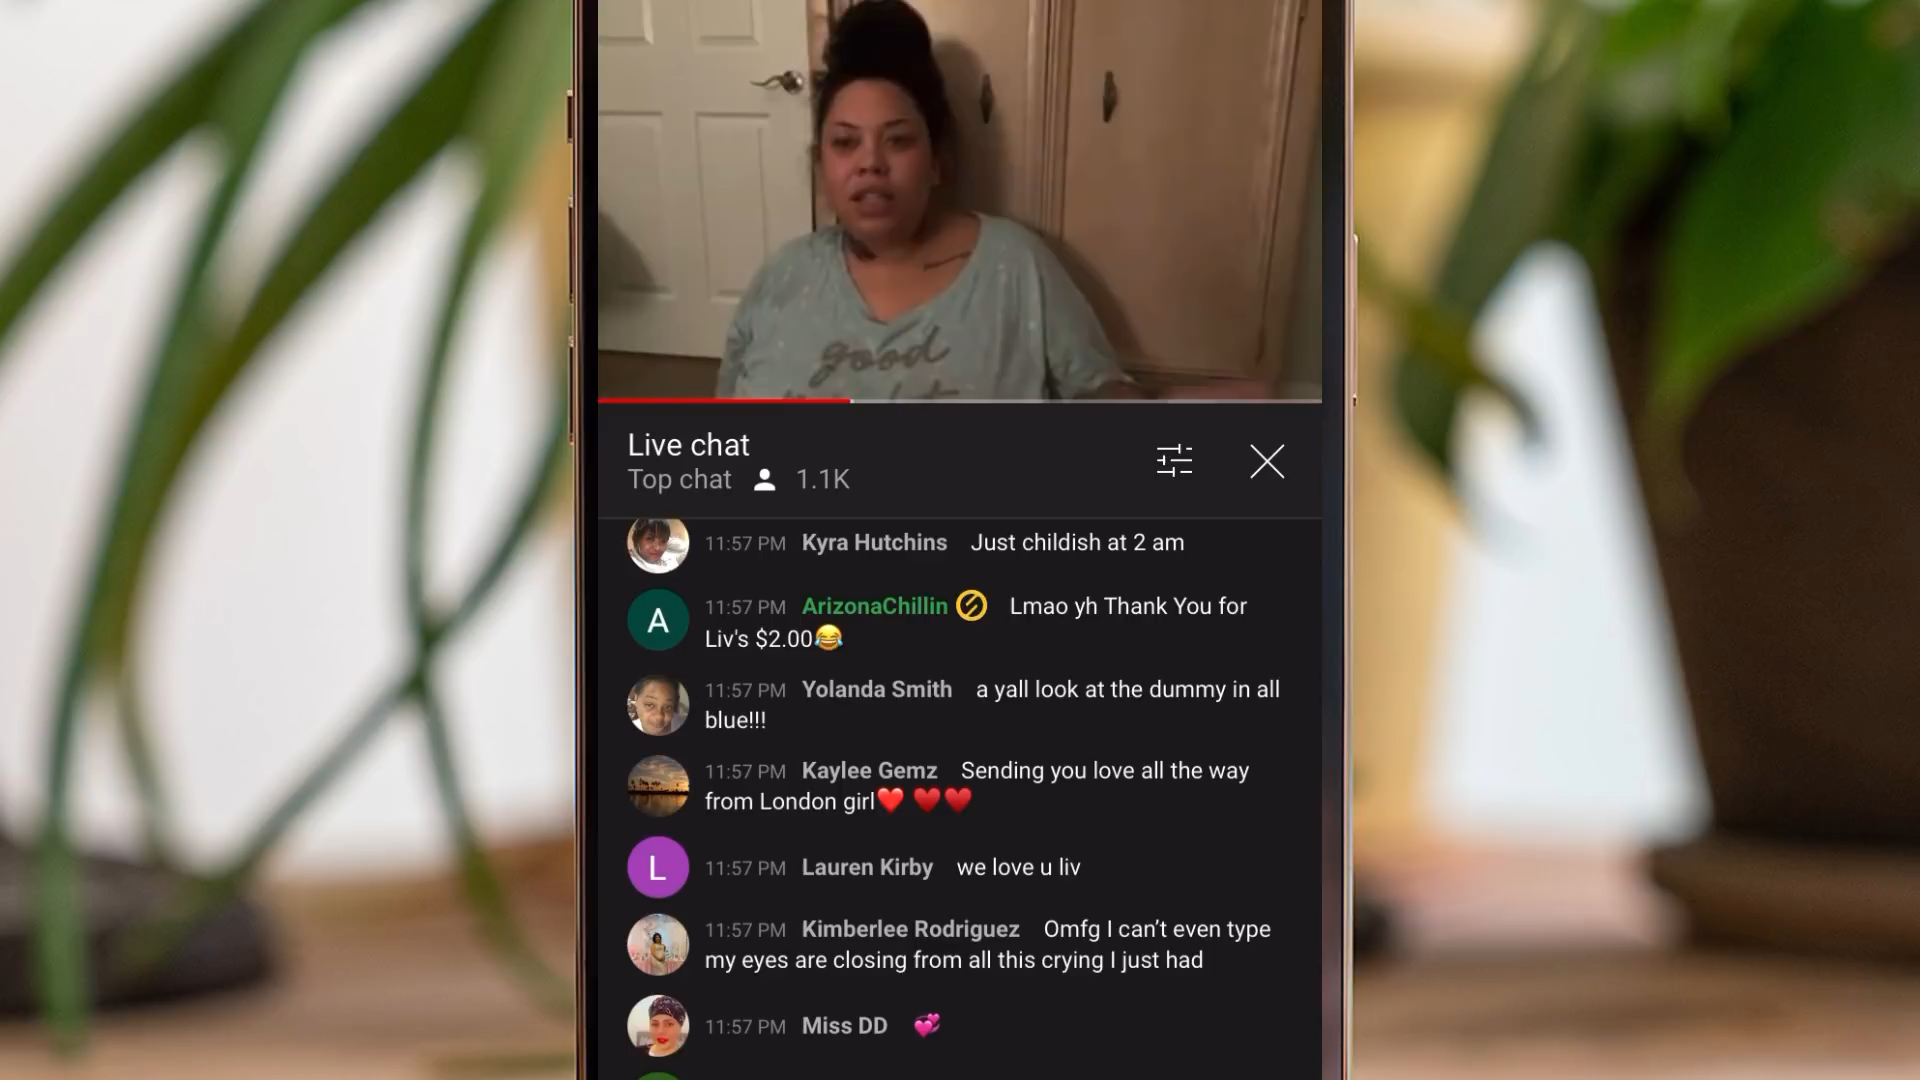 good
Live chat
Top chat 1.1K
11:57 PM Kyra Hutchins Just childish at 2 am
A 11:57 PM ArizonaChillin Lmao yh Thank You for
Liv's $2.00😂
11:57 PM Yolanda Smith a yall look at the dummy in all
blue!!!
11:57 PM Kaylee Gemz Sending you love all the way
from London girl❤️ ❤️❤️
L 11:57 PM Lauren Kirby we love u liv
11:57 PM Kimberlee Rodriguez Omfg I can’t even type
my eyes are closing from all this crying I just had
11:57 PM Miss DD 💞